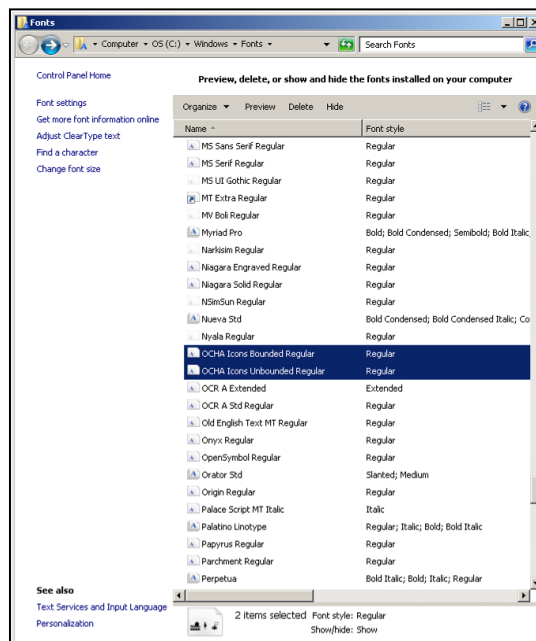 Fonts
Computer OS (C:) Windows Fonts Search Fonts
Control Panel Home
Font settings
Get more font information online
Adjust ClearType text
Find a character
Change font size
See also
Text Services and Input Language
Personalization
Preview, delete, or show and hide the fonts installed on your computer
Organize Preview Delete Hide
Name Font style
MS Sans Serif Regular Regular
MS Serif Regular Regular
MS UI Gothic Regular Regular
MT Extra Regular Regular
MV Boli Regular Regular
Myriad Pro Bold; Bold Condensed; Semibold; Bold Italic;
Narkisim Regular Regular
Niagara Engraved Regular Regular
Niagara Solid Regular Regular
NSimSun Regular Regular
Nueva Std Bold Condensed; Bold Condensed Italic; Co
Nyala Regular Regular
OCHA Icons Bounded Regular Regular
OCHA Icons Unbounded Regular Regular
OCR A Extended Extended
OCR A Std Regular Regular
Old English Text MT Regular Regular
Onyx Regular Regular
OpenSymbol Regular Regular
Orator Std Slanted; Medium
Origin Regular Regular
Palace Script MT Italic Italic
Palatino Linotype Regular; Italic; Bold; Bold Italic
Papyrus Regular Regular
Parchment Regular Regular
Perpetua Bold Italic; Bold; Italic; Regular
2 items selected Font style: Regular
Show/hide: Show